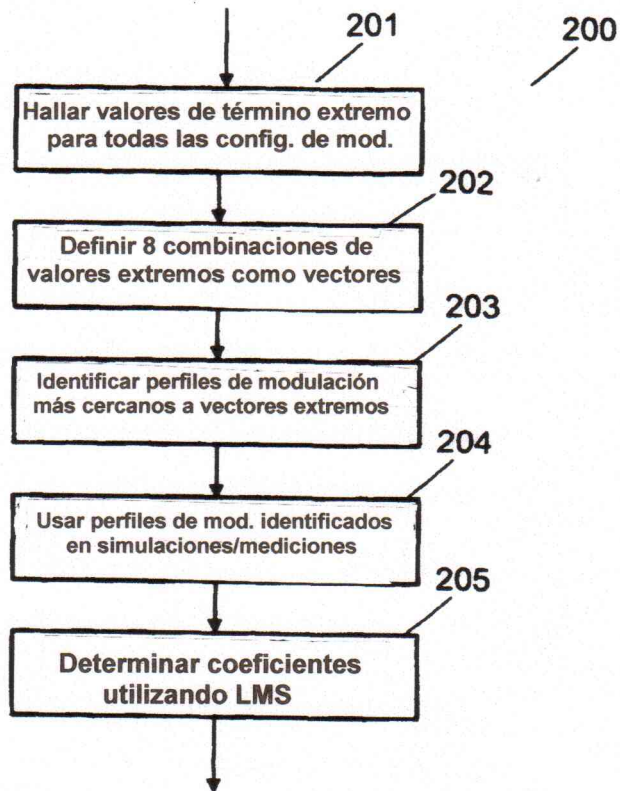 201
200
Hallar valores de término extremo
para todas las config. de mod.
202
Definir 8 combinaciones de
valores extremos como vectores
203
Identificar perfiles de modulación
más cercanos a vectores extremos
204
Usar perfiles de mod. identificados
en simulaciones/mediciones
205
Determinar coeficientes
utilizando LMS